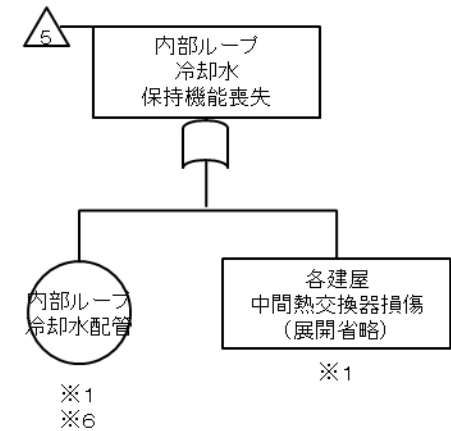 5
内部ループ
冷却水
保持機能喪失
内部ループ
冷却水配管
※1
※6
各建屋
中間熱交換器損傷
(展開省略)
※1